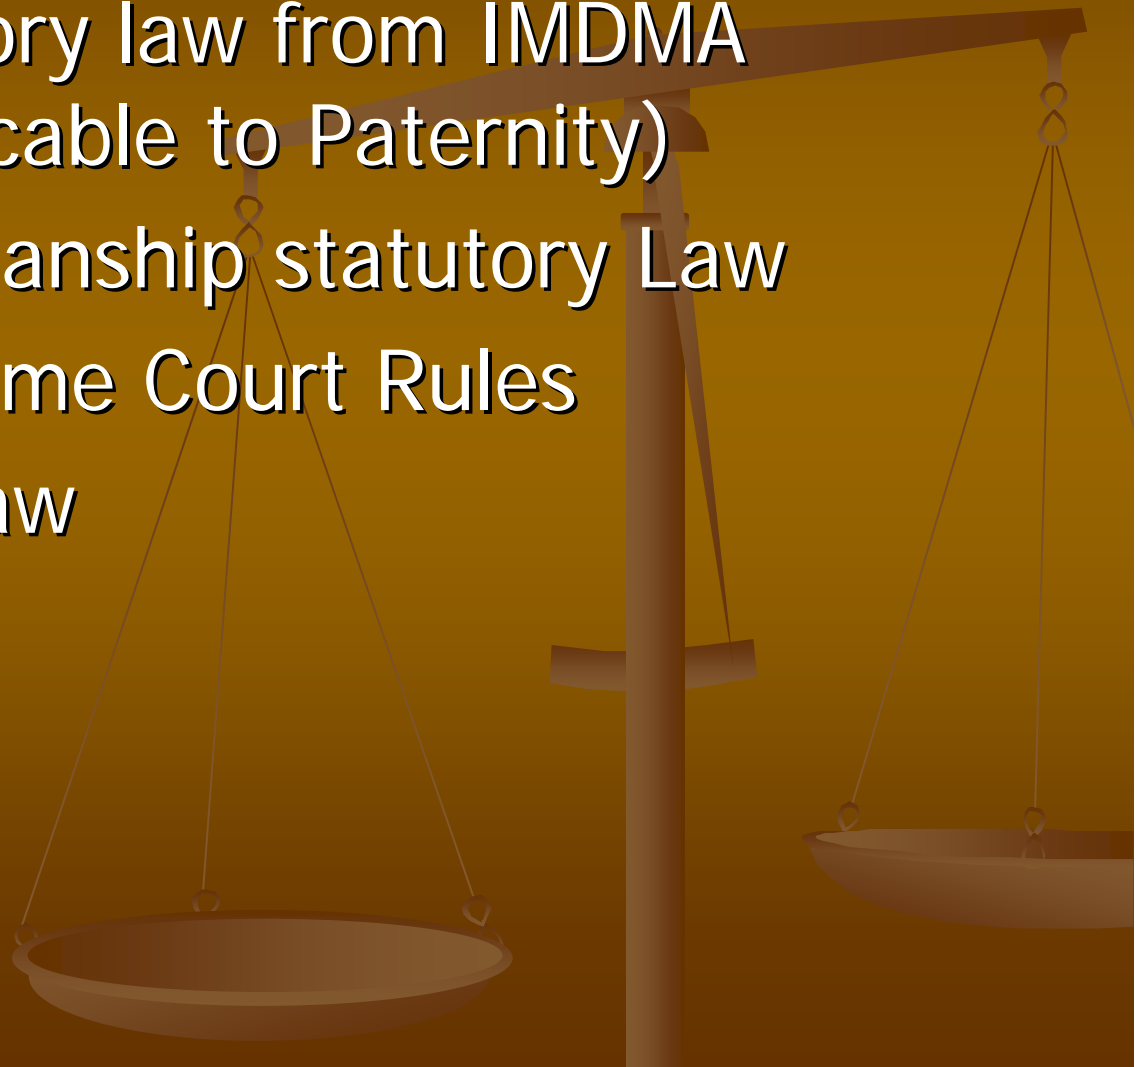 ory law from IMDMA
cable to Paternity)
anship statutory Law
me Court Rules
aw